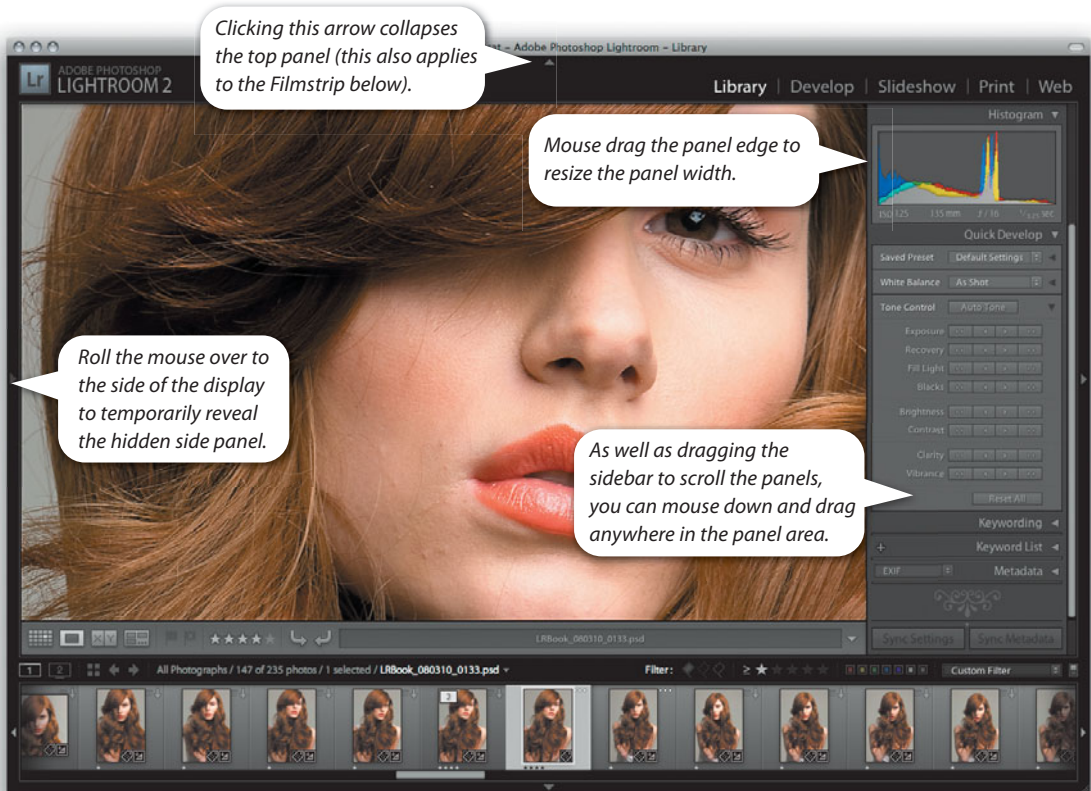 Clicking this arrow collapses
the top panel (this also applies
to the Filmstrip below).
– Adobe Photoshop Lightroom – Library
Lr
ADOBE PHOTOSHOP
LIGHTROOM 2
Library | Develop | Slideshow | Print | Web
Histogram
Mouse drag the panel edge to
resize the panel width.
135 mm
Quick Develop
Saved Preset Default Settings
White Balance As Shot
Tone Control Auto Tone
Exposure
Recovery
Fill Light
Blacks
Brightness
Contrast
Clarity
Vibrance
Reset All
Roll the mouse over to
the side of the display
to temporarily reveal
the hidden side panel.
As well as dragging the
sidebar to scroll the panels,
you can mouse down and drag
anywhere in the panel area.
Keywording
Keyword List
EXIF Metadata
LRBook_080310_0133.psd
Sync Settings Sync Metadata
1 2 All Photographs / 147 of 235 photos / 1 selected / LRBook_080310_0133.psd
Filter: ≥ Custom Filter